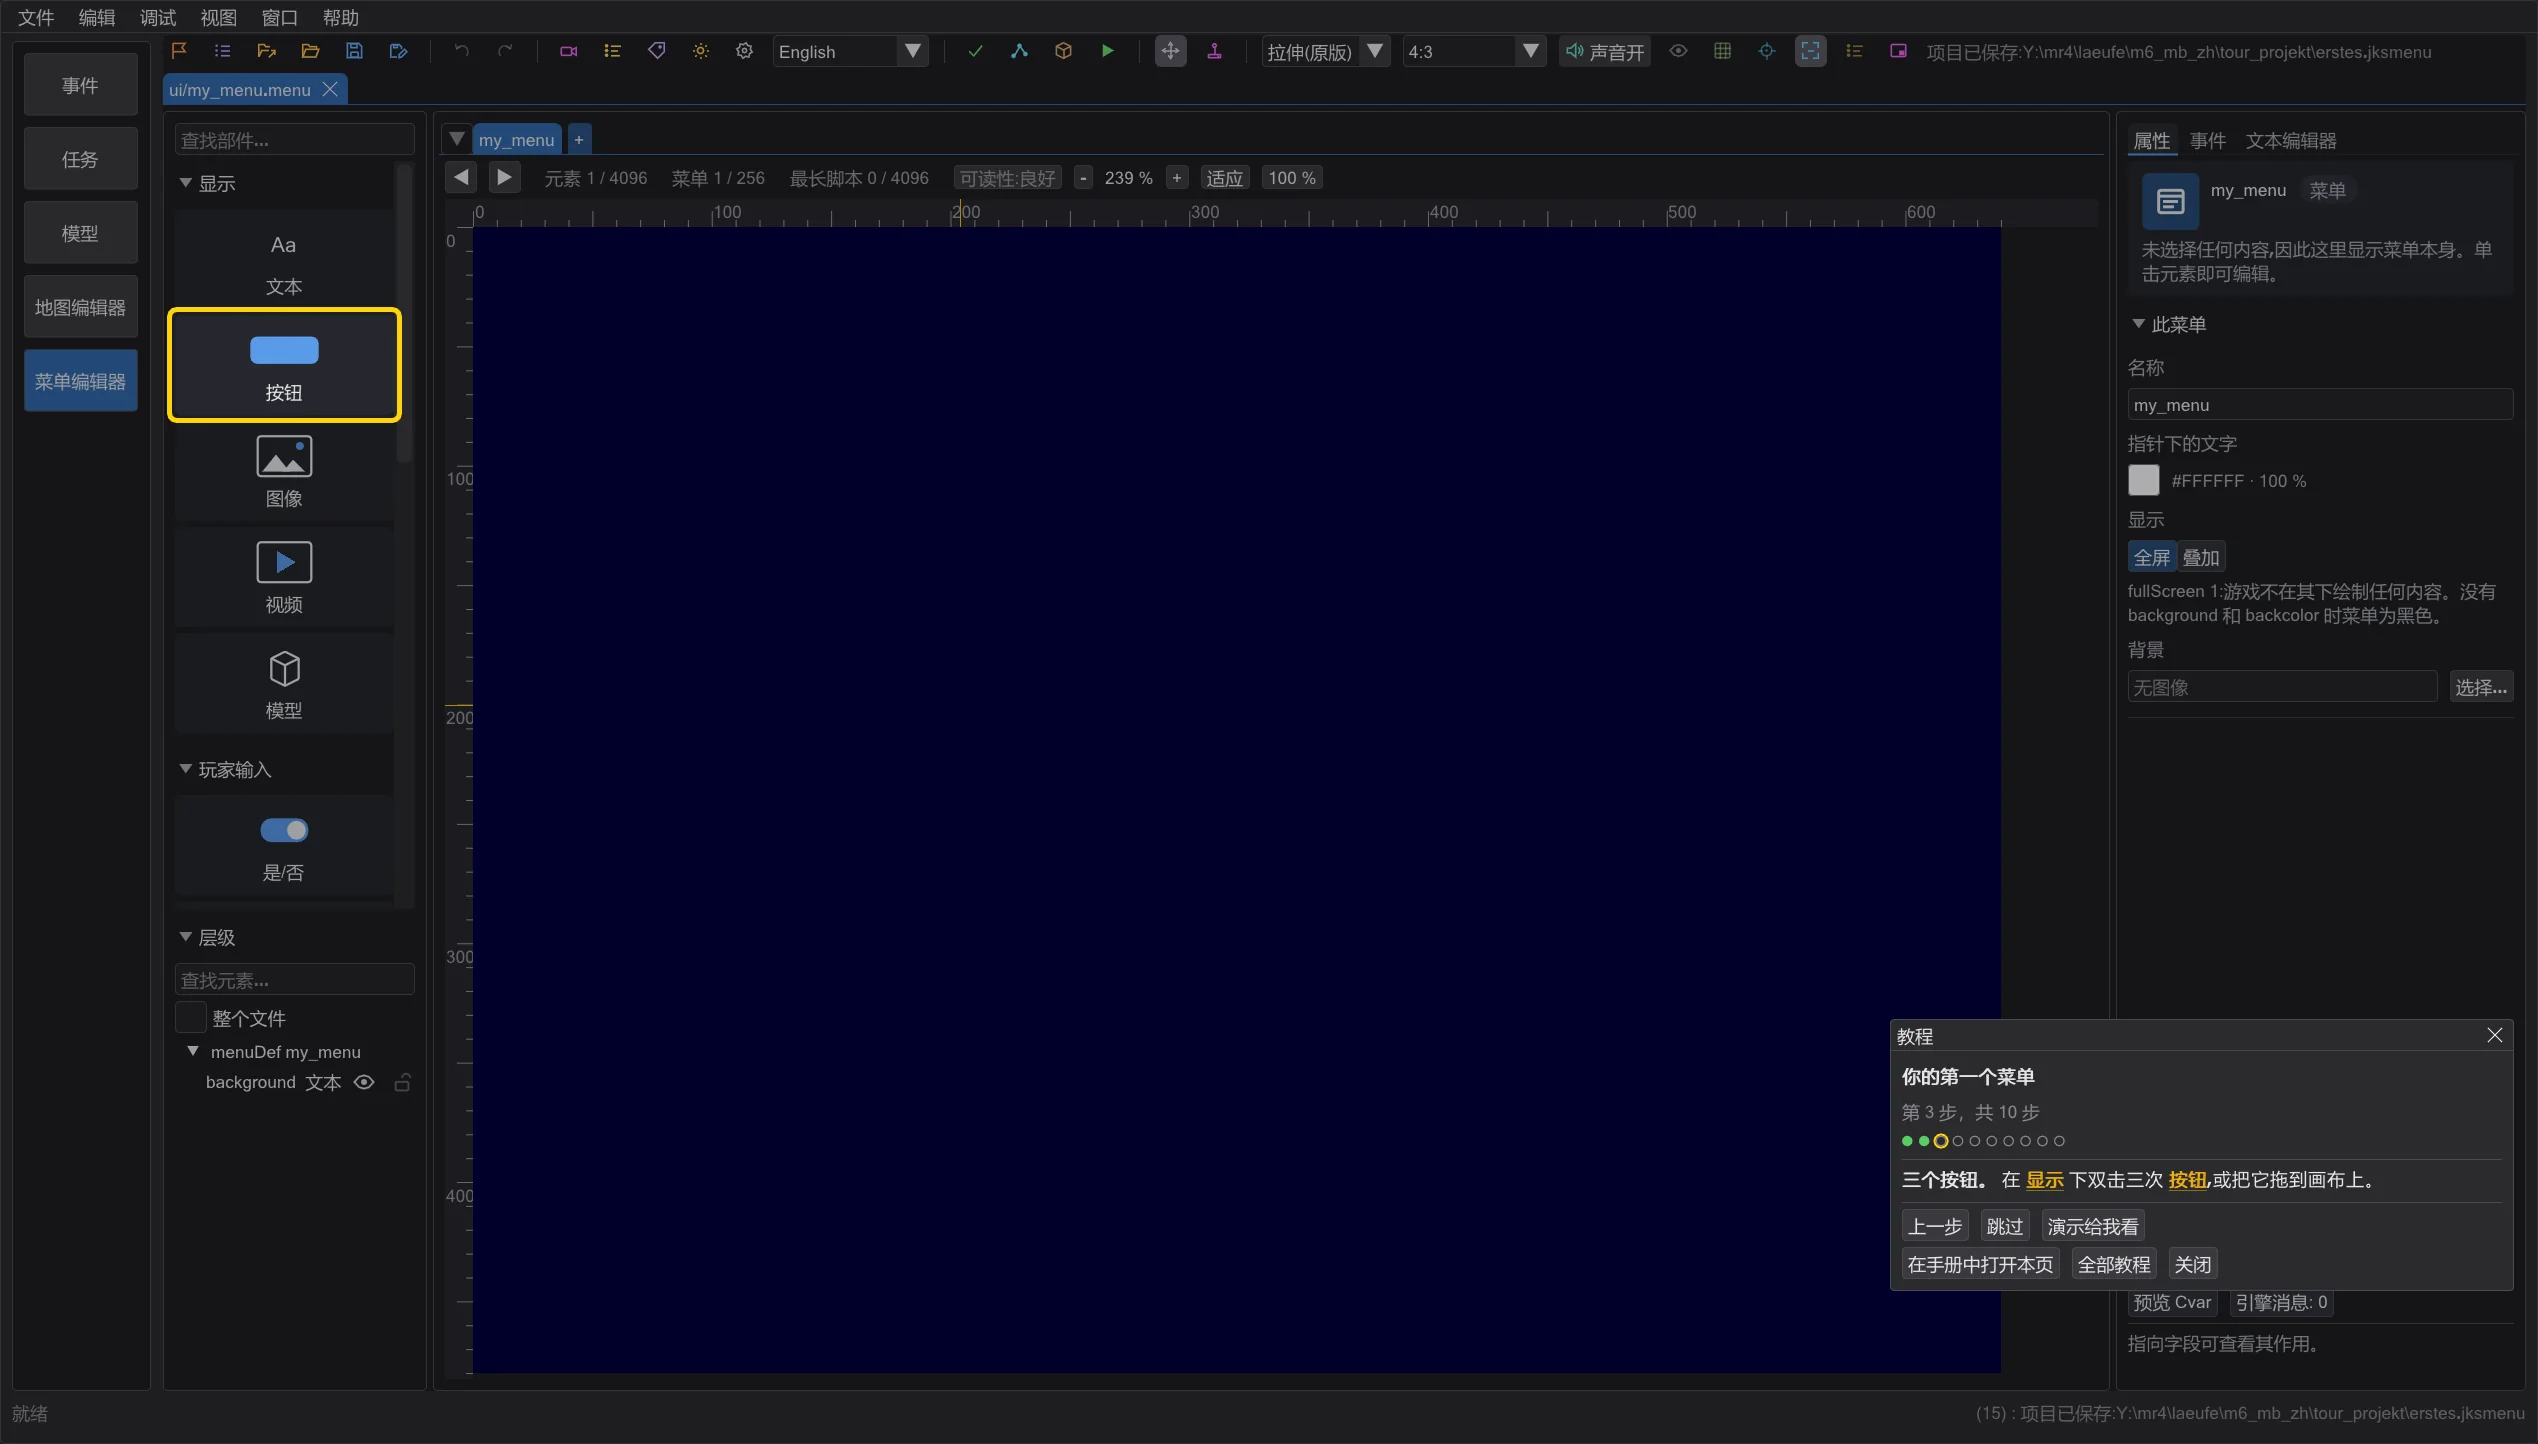 文件 编辑 调试 视图 窗口 帮助
English 拉伸(原版) 4:3 声音开 项目已保存:Y:\mr4\laeufe\m6_mb_zh\tour_projekt\erstes.jksmenu
事件
任务
模型
地图编辑器
菜单编辑器
ui/my_menu.menu
查找部件...
显示
Aa
文本
按钮
图像
视频
模型
玩家输入
是/否
层级
查找元素...
整个文件
menuDef my_menu
background 文本
my_menu +
元素 1 / 4096 菜单 1 / 256 最长脚本 0 / 4096 可读性:良好 - 239 % + 适应 100 %
0 100 200 300 400 500 600
0
100
200
300
400
属性 事件 文本编辑器
my_menu 菜单
未选择任何内容,因此这里显示菜单本身。单
击元素即可编辑。
此菜单
名称
my_menu
指针下的文字
#FFFFFF · 100 %
显示
全屏 叠加
fullScreen 1:游戏不在其下绘制任何内容。没有
background 和 backcolor 时菜单为黑色。
背景
无图像 选择...
教程
你的第一个菜单
第 3 步，共 10 步
三个按钮。 在 显示 下双击三次 按钮,或把它拖到画布上。
上一步 跳过 演示给我看
在手册中打开本页 全部教程 关闭
预览 Cvar 引擎消息: 0
指向字段可查看其作用。
就绪 (15) : 项目已保存:Y:\mr4\laeufe\m6_mb_zh\tour_projekt\erstes.jksmenu